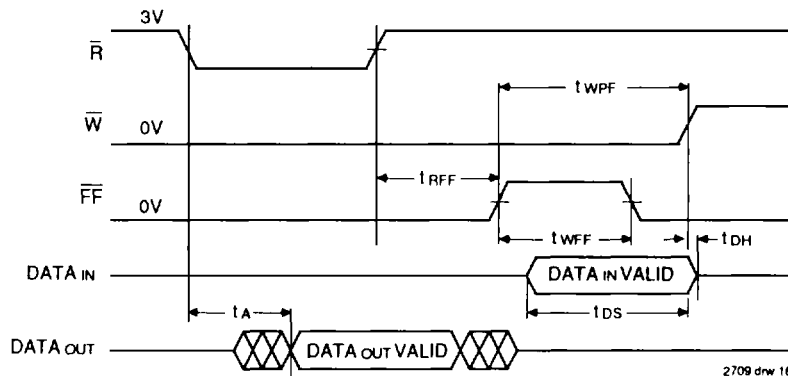 3V
R
tWPF
W
0V
tRFF
FF
0V
tWFF
tDH
DATA IN
DATA IN VALID
tA
tDS
DATA OUT
DATA OUT VALID
2709 drw 16